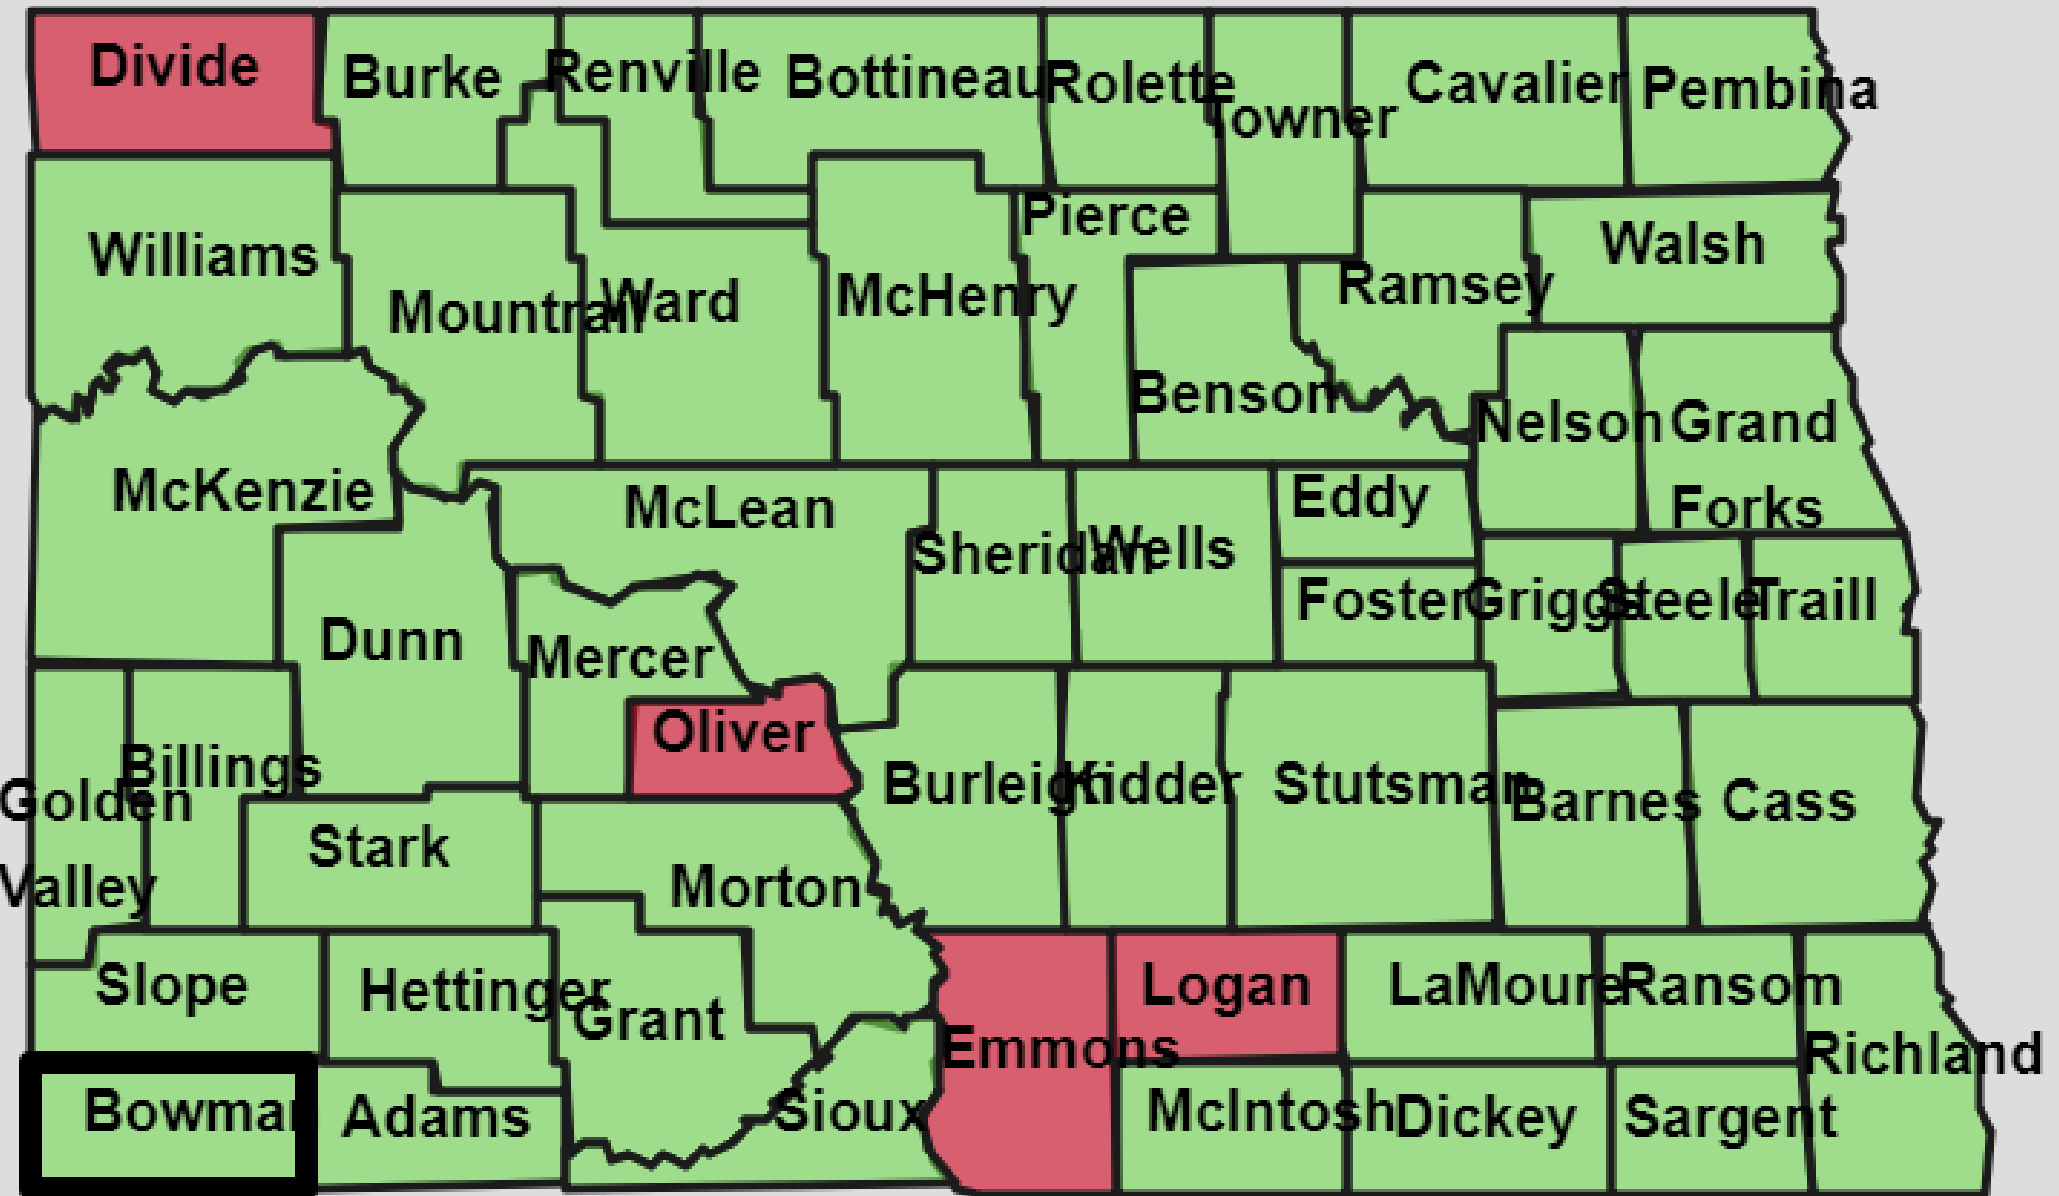 Divide
Burke
Renville
Bottineau
Rolette
Towner
Cavalier
Pembina
Williams
Mountrail
Ward
McHenry
Pierce
Ramsey
Walsh
Benson
Nelson
Grand
Forks
McKenzie
McLean
Sheridan
Wells
Eddy
Foster
Griggs
Steele
Traill
Dunn
Mercer
Oliver
Burleigh
Kidder
Stutsman
Barnes
Cass
Billings
Golden
Valley
Stark
Morton
Slope
Hettinger
Grant
Emmons
Logan
LaMoure
Ransom
Richland
Bowman
Adams
Sioux
McIntosh
Dickey
Sargent